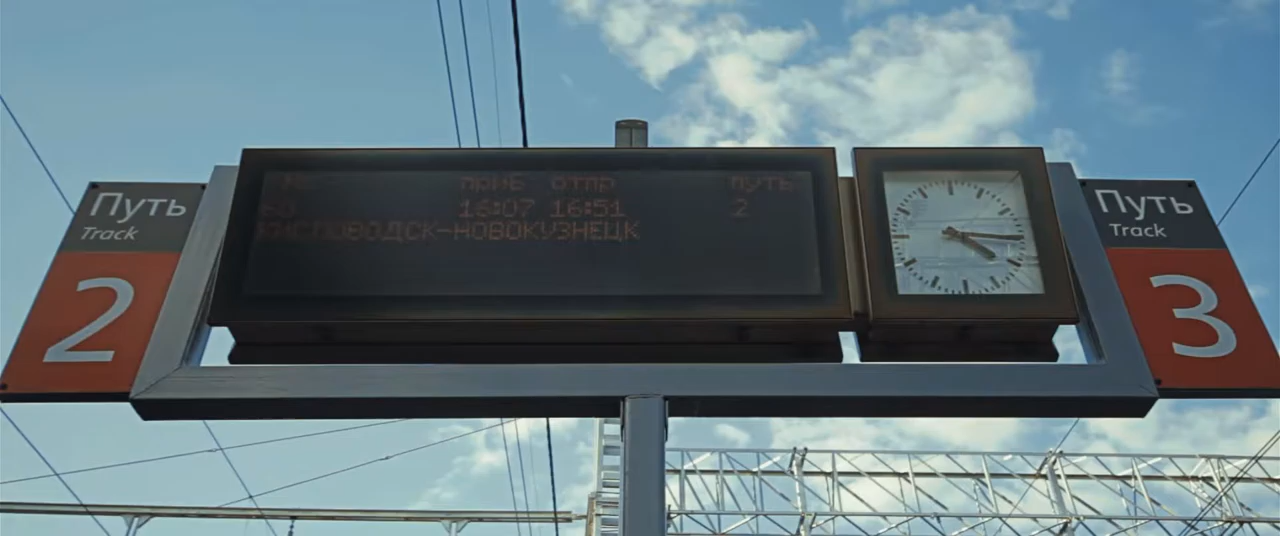 Путь
Track
2
приб отпр путь
16:07 16:51 2
КИСЛОВОДСК-НОВОКУЗНЕЦК
Путь
Track
3